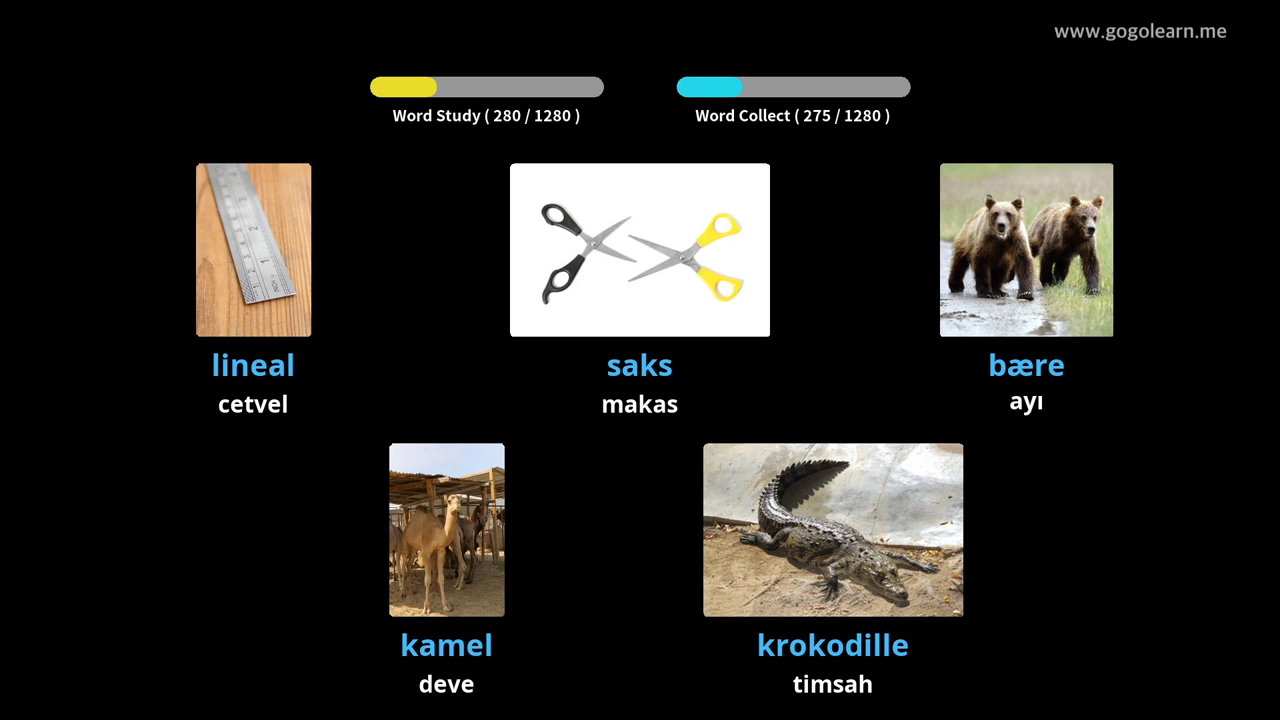 www.gogolearn.me
Word Study ( 280 / 1280 )
Word Collect ( 275 / 1280 )
lineal
cetvel
saks
makas
bære
ayı
kamel
deve
krokodille
timsah